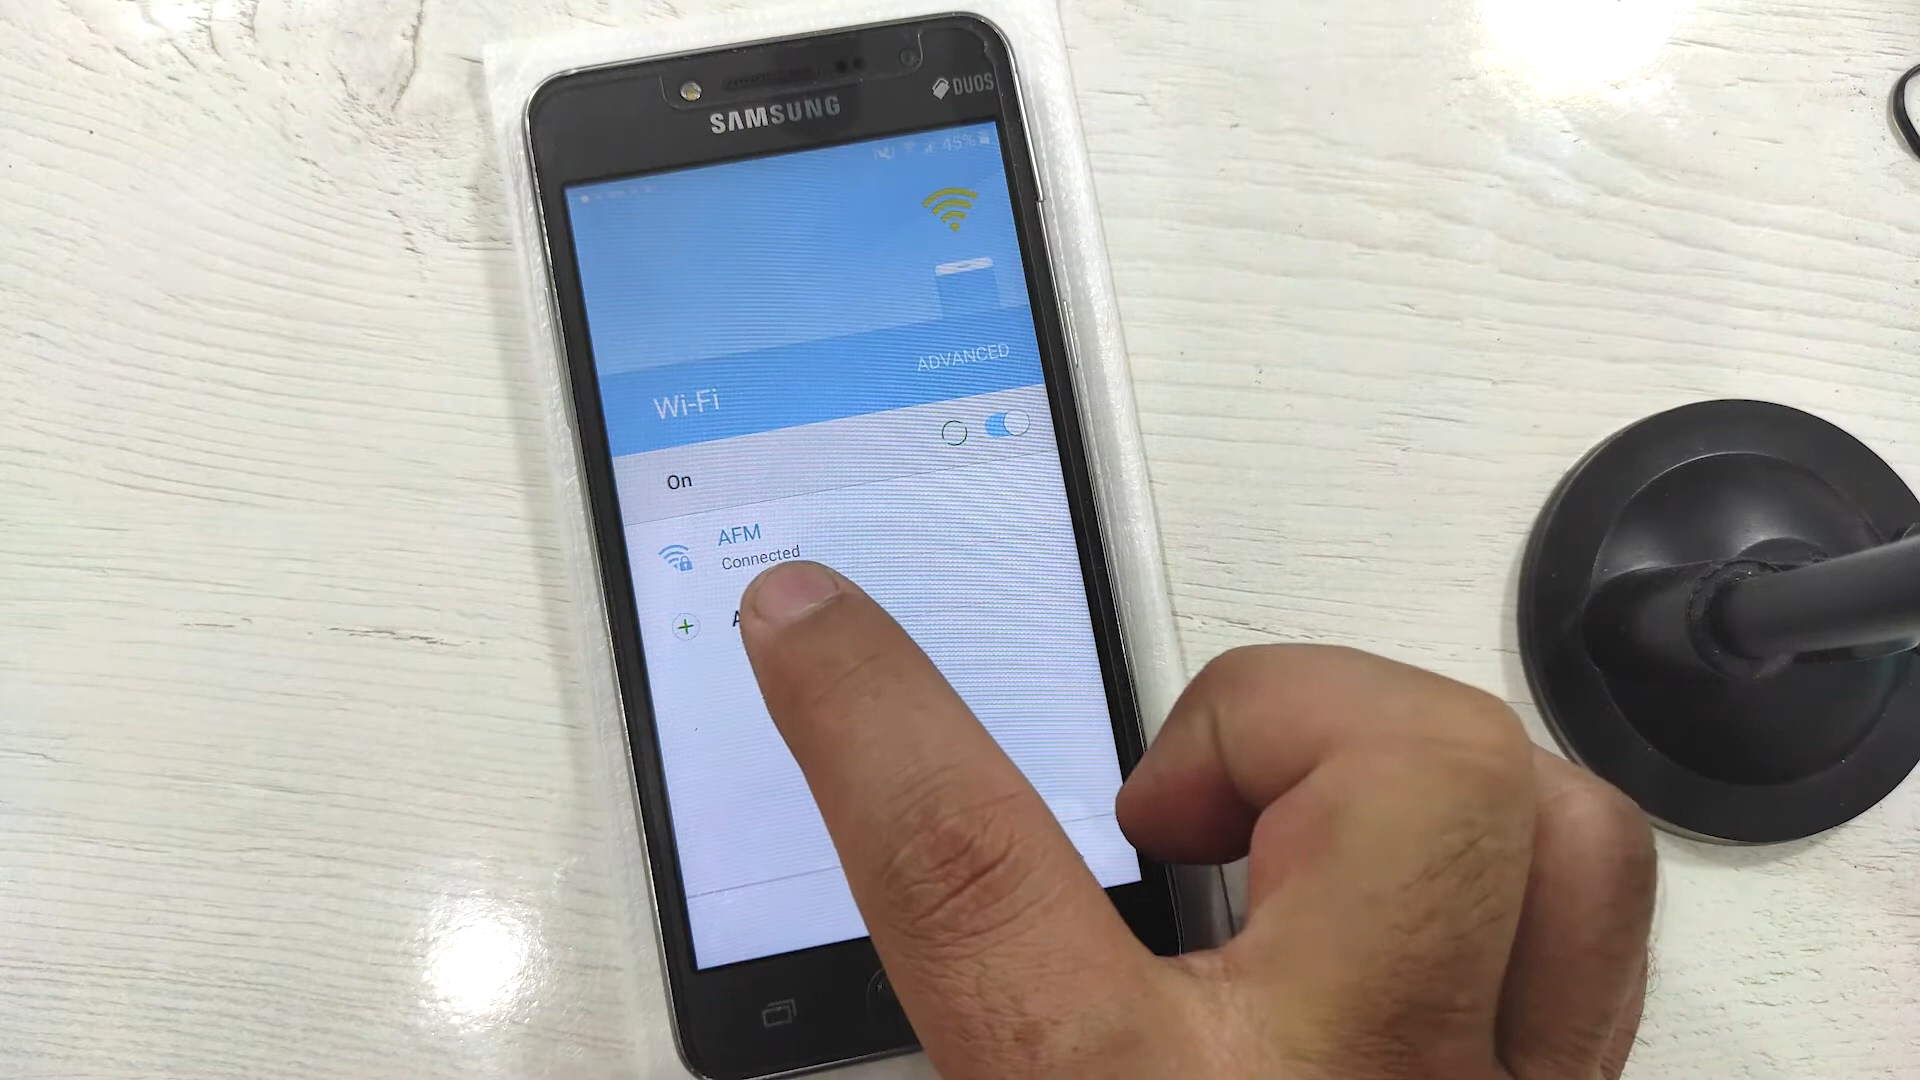 SAMSUNG
DUOS
45%
ADVANCED
Wi-Fi
On
AFM
Connected